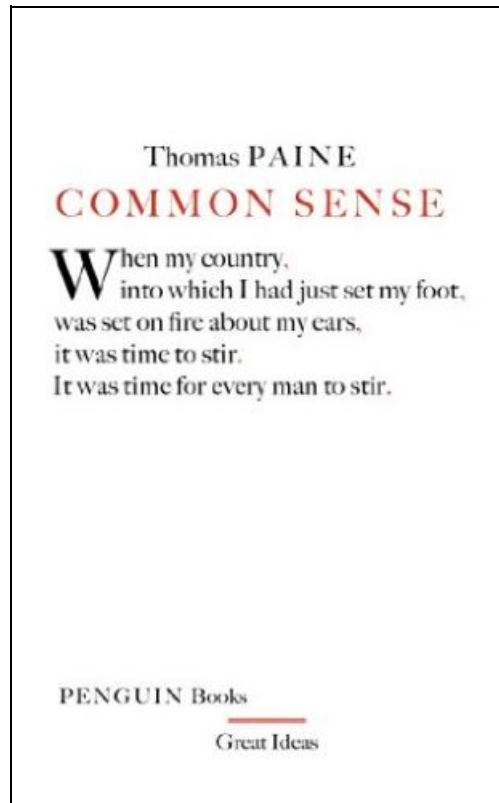 Thomas PAINE
COMMON SENSE
When my country,
into which I had just set my foot,
was set on fire about my ears,
it was time to stir.
It was time for every man to stir.
PENGUIN Books
Great Ideas